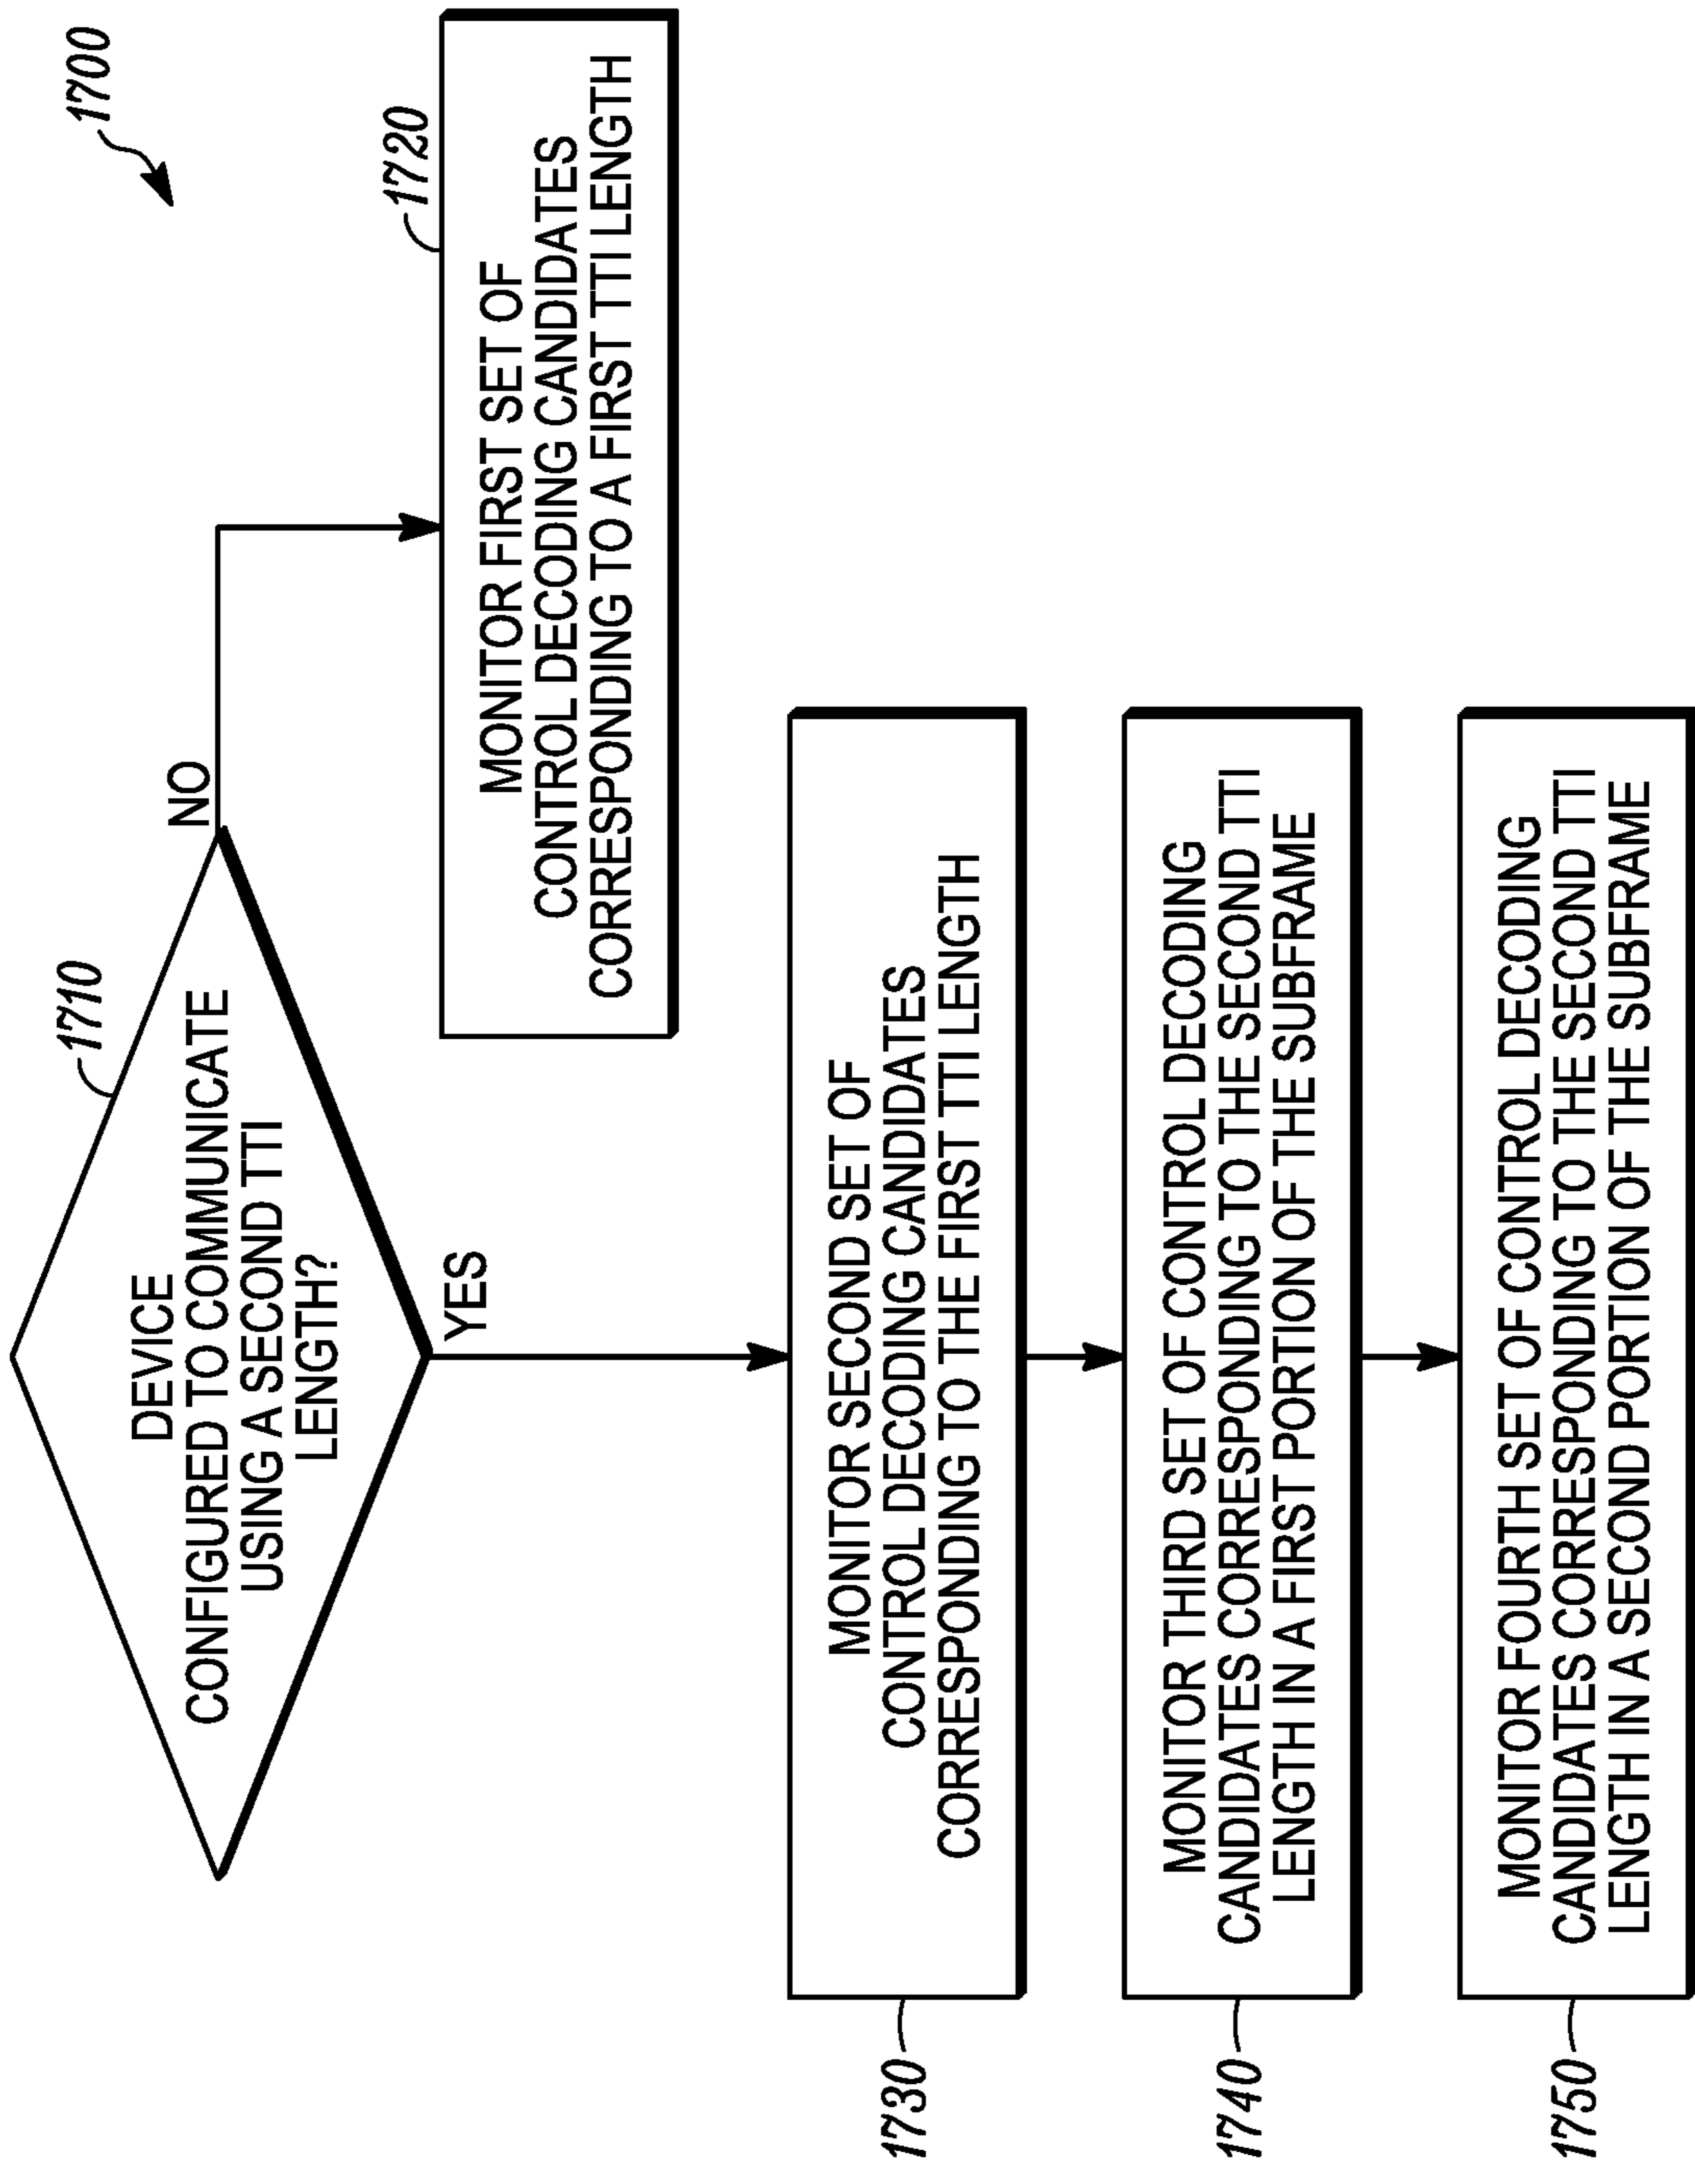 1700
1710
DEVICE
CONFIGURED TO COMMUNICATE
USING A SECOND TTI
LENGTH?
NO
YES
1720
MONITOR FIRST SET OF
CONTROL DECODING CANDIDATES
CORRESPONDING TO A FIRST TTI LENGTH
1730
MONITOR SECOND SET OF
CONTROL DECODING CANDIDATES
CORRESPONDING TO THE FIRST TTI LENGTH
1740
MONITOR THIRD SET OF CONTROL DECODING
CANDIDATES CORRESPONDING TO THE SECOND TTI
LENGTH IN A FIRST PORTION OF THE SUBFRAME
1750
MONITOR FOURTH SET OF CONTROL DECODING
CANDIDATES CORRESPONDING TO THE SECOND TTI
LENGTH IN A SECOND PORTION OF THE SUBFRAME